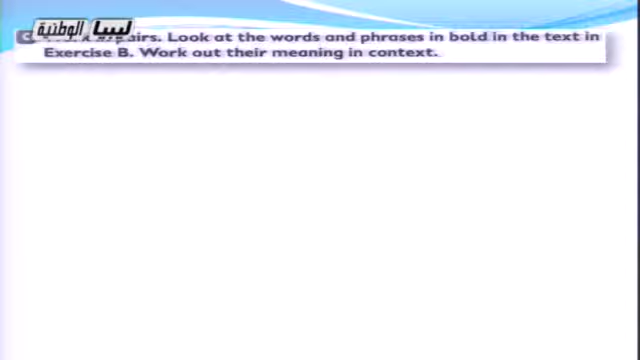 ليبيا الوطنية
airs. Look at the words and phrases in bold in the text in
Exercise B. Work out their meaning in context.